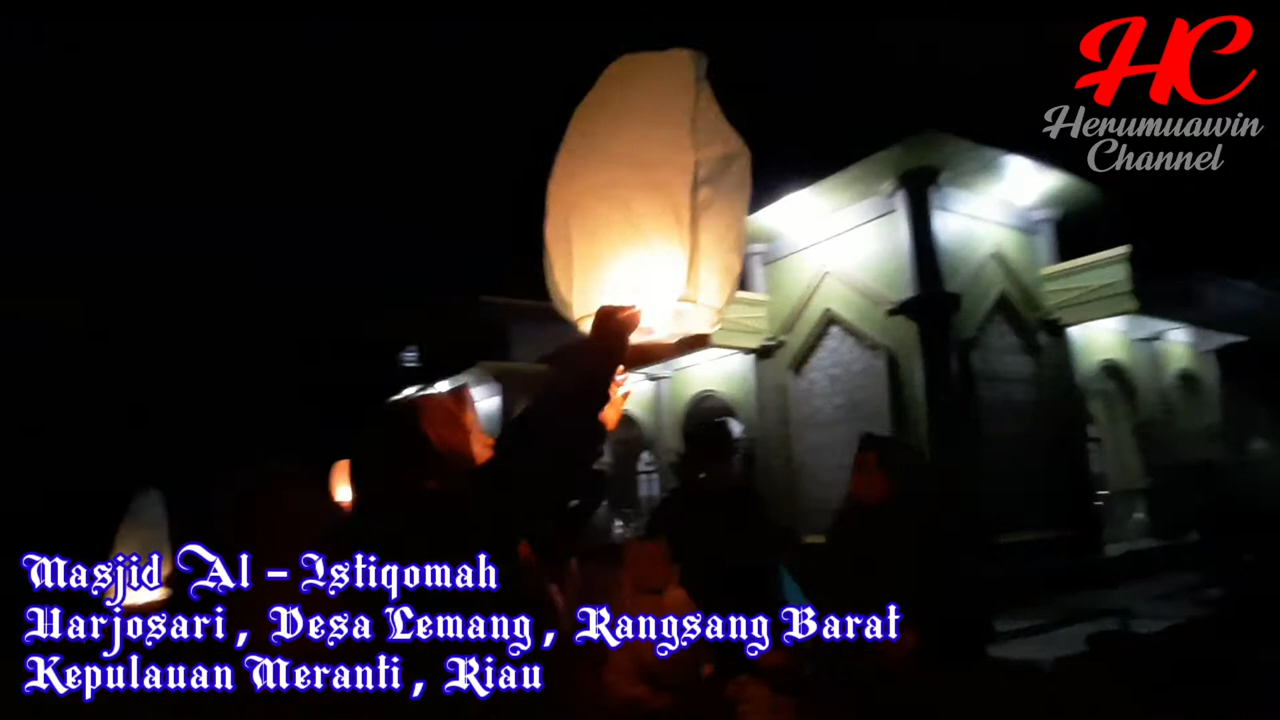 HC
Herumuawin
Channel
Masjid Al - Istiqomah
Harjosari , Desa Lemang , Rangsang Barat
Kepulauan Meranti , Riau